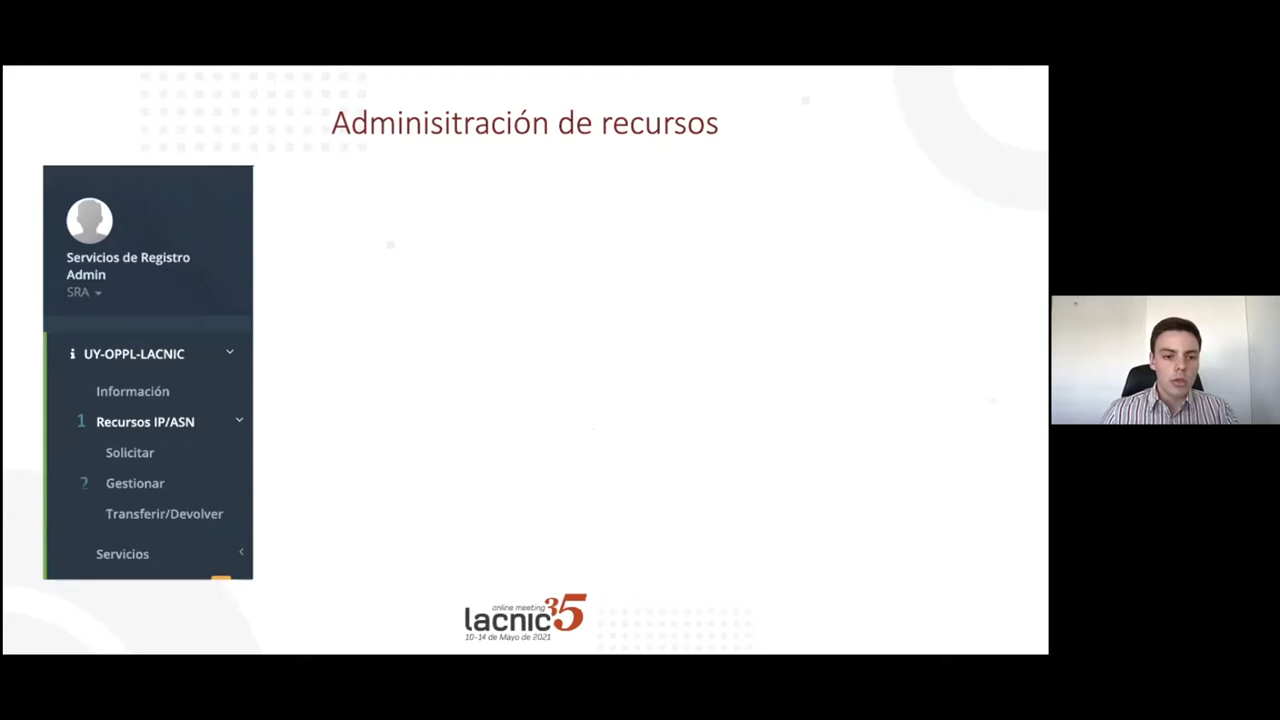 Adminisitración de recursos
Servicios de Registro
Admin
SRA
UY-OPPL-LACNIC
Información
1 Recursos IP/ASN
Solicitar
2 Gestionar
Transferir/Devolver
Servicios
online meeting
lacnic35
10-14 de Mayo de 2021